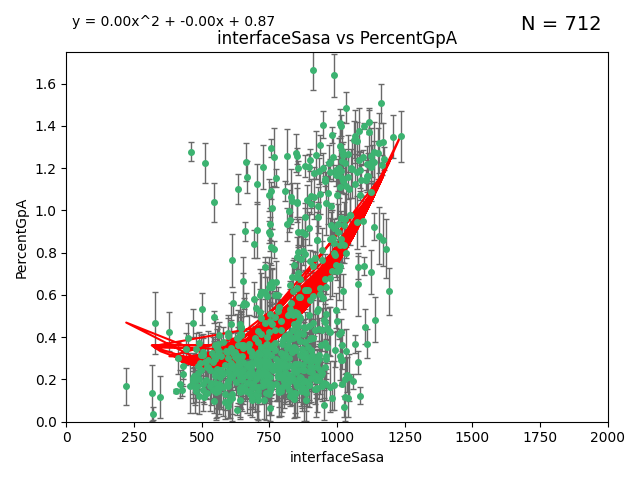 y = 0.00x^2 + -0.00x + 0.87
N = 712
interfaceSasa vs PercentGpA
PercentGpA
1.6
1.4
1.2
1.0
0.8
0.6
0.4
0.2
0.0
0 250 500 750 1000 1250 1500 1750 2000
interfaceSasa